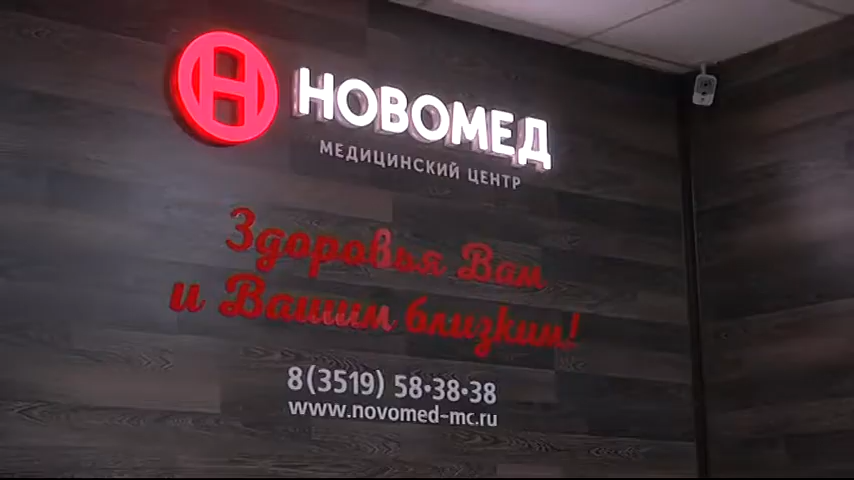 Н НОВОМЕД
МЕДИЦИНСКИЙ ЦЕНТР
Здоровья Вам
и Вашим близким!
8(3519) 58·38·38
www.novomed-mc.ru